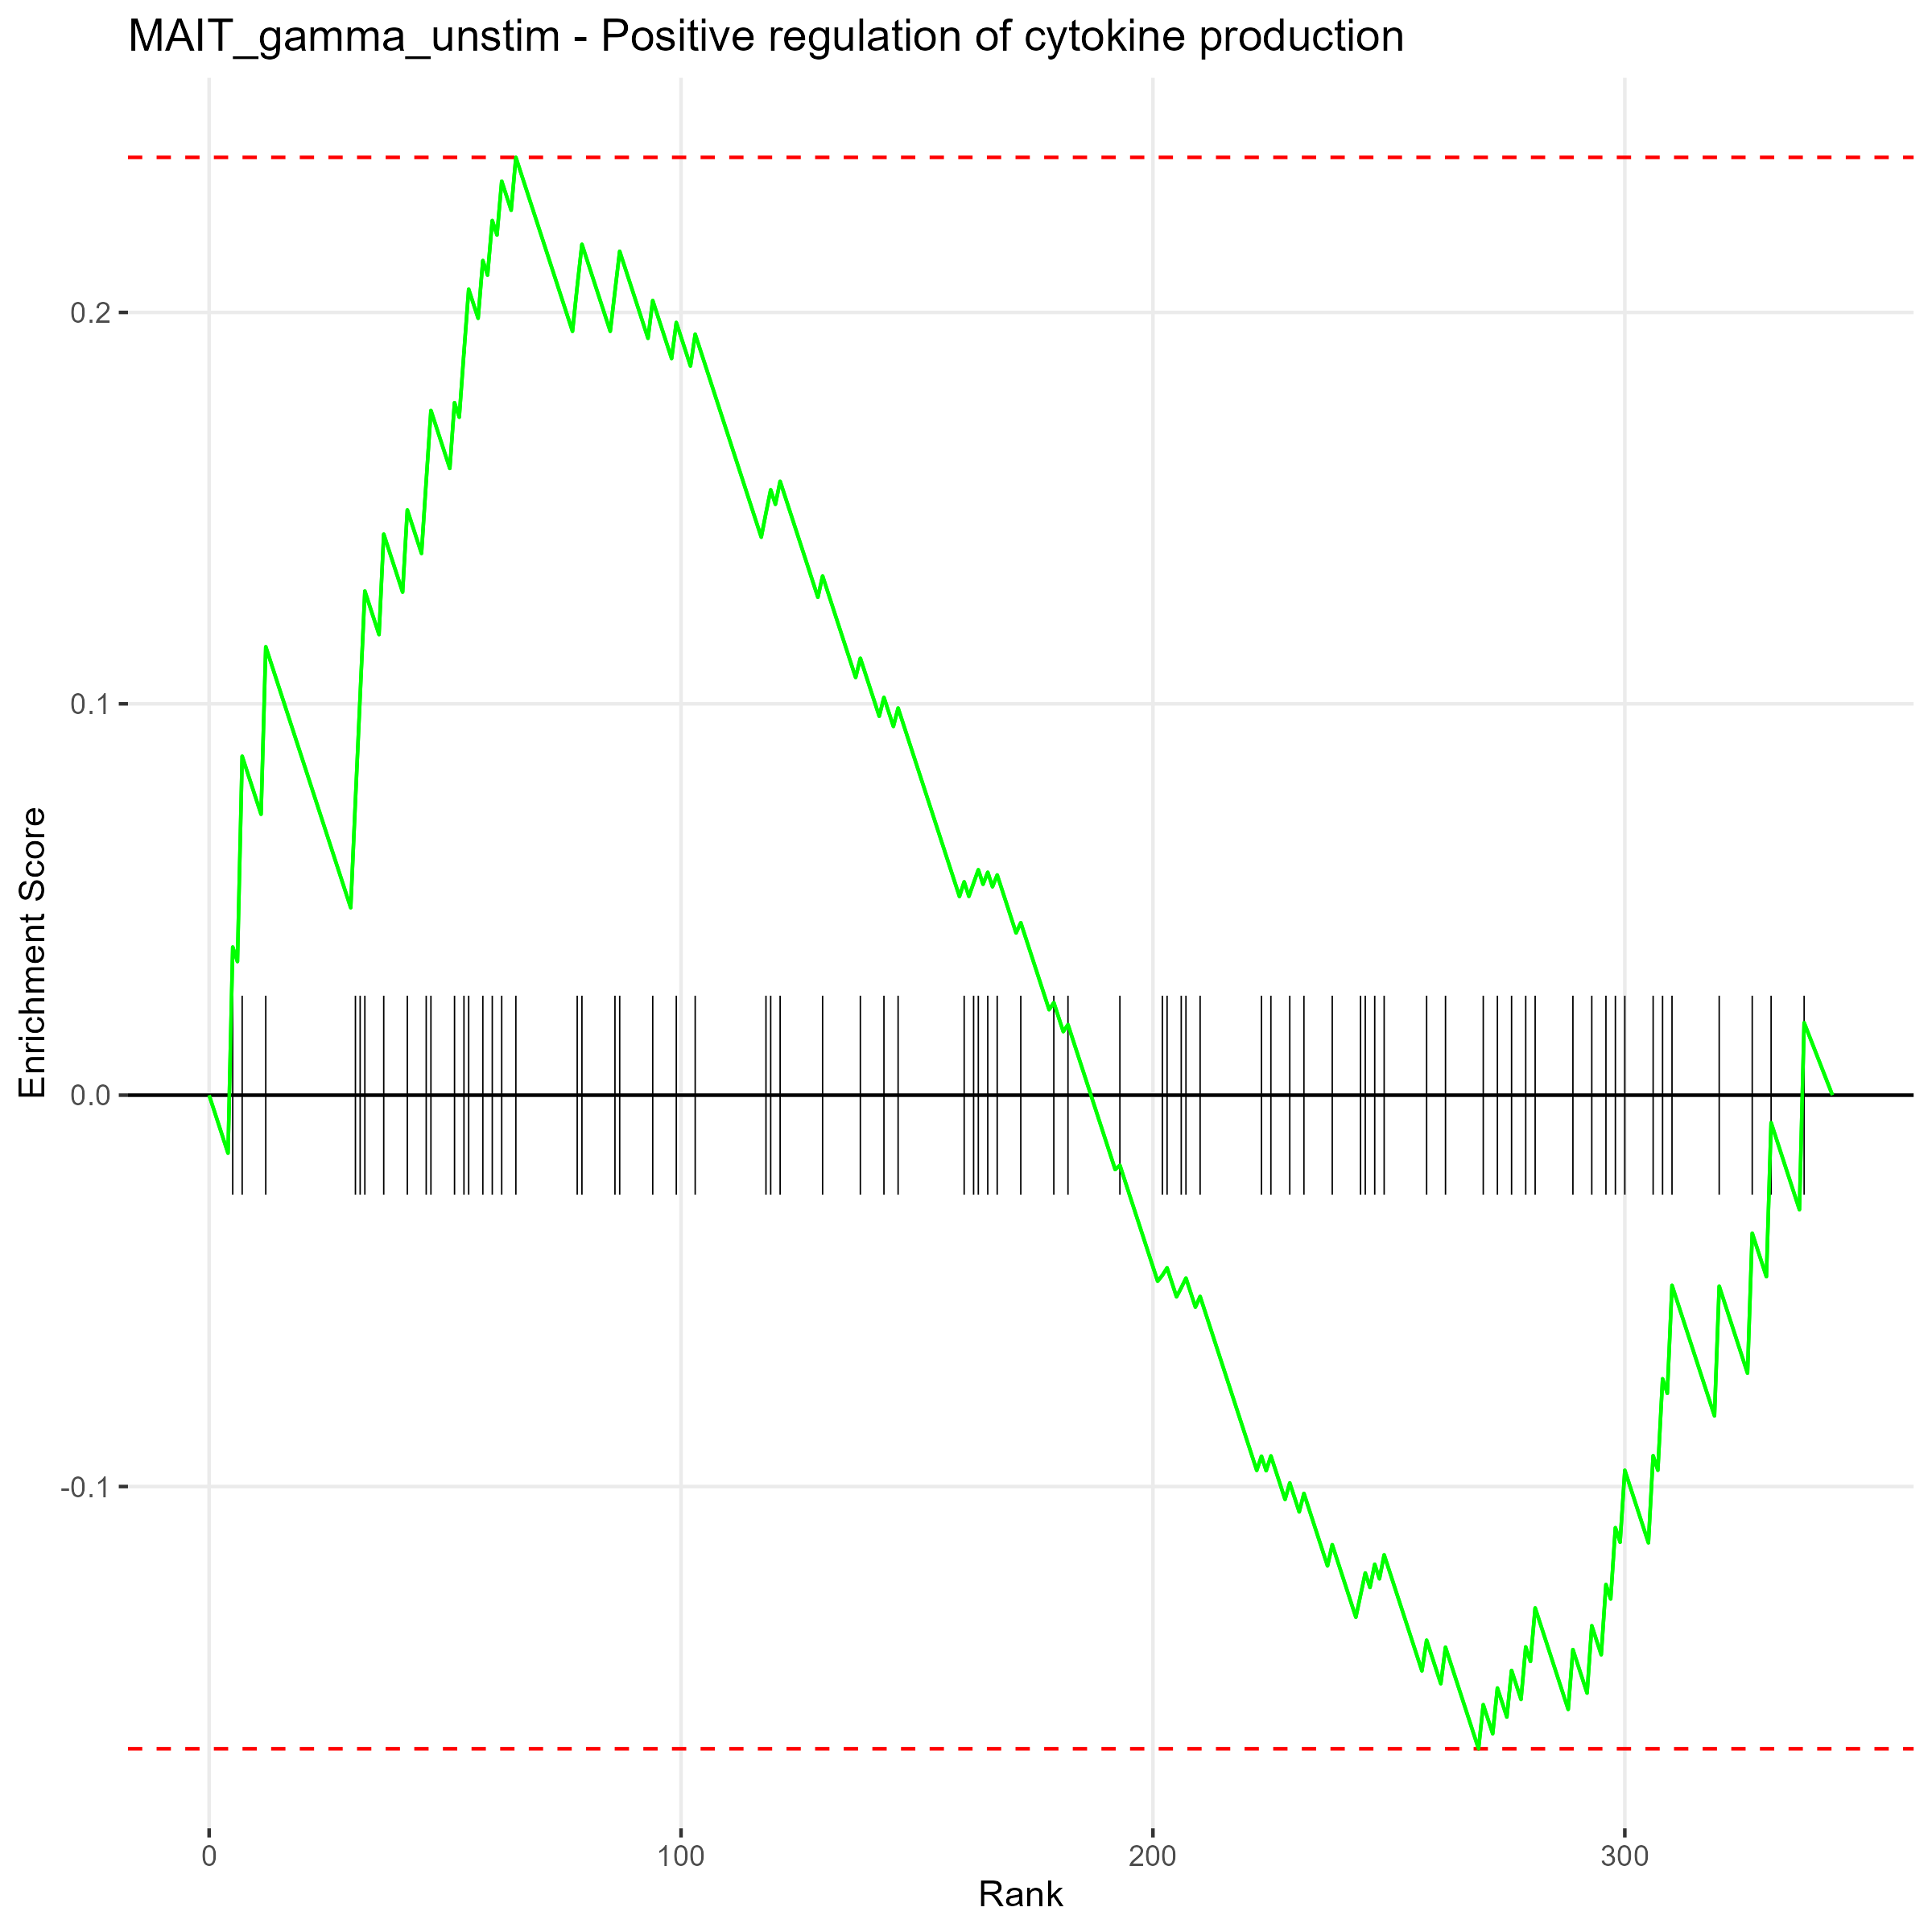 MAIT_gamma_unstim - Positive regulation of cytokine production
Enrichment Score
0.2
0.1
0.0
-0.1
0
100
200
300
Rank